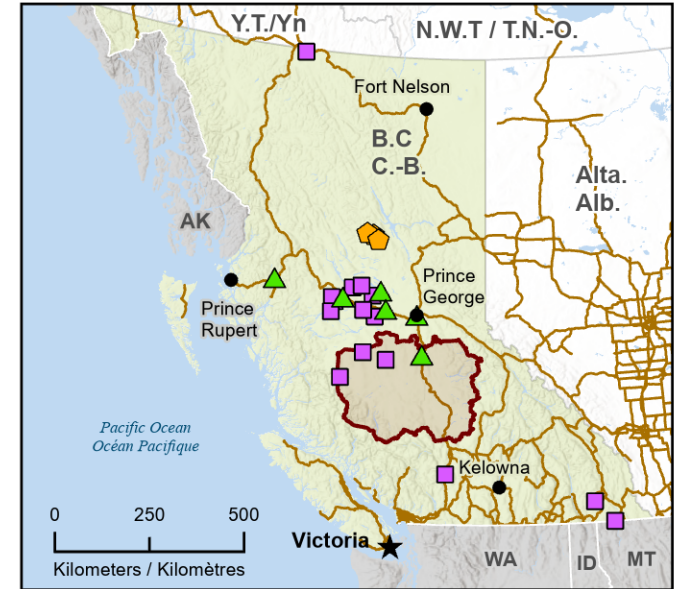 Y.T./Yn
N.W.T / T.N.-O.
Fort Nelson
B.C
C.-B.
Alta.
Alb.
AK
Prince
George
Prince
Rupert
Pacific Ocean
Océan Pacifique
Kelowna
0 250 500
Kilometers / Kilomètres
Victoria
WA
ID
MT